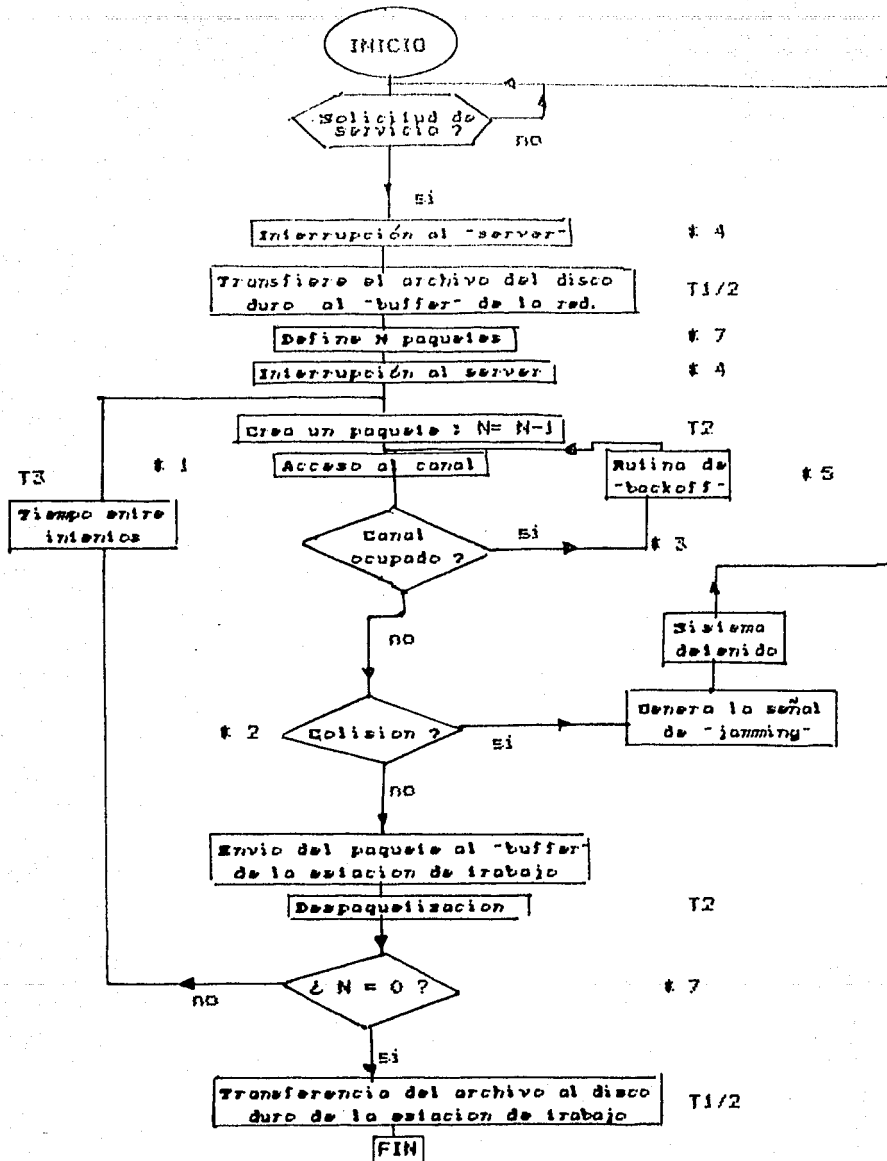 INICIO
Solicitud de
servicio ?
no
si
Interrupción al "server"
* 4
Transfiere el archivo del disco
duro al "buffer" de la red.
T1/2
Define N paquetes
* 7
Interrupción al server
* 4
Crea un paquete : N= N-1
T2
Acceso al canal
Rutina de
"backoff"
* 5
T3
* 1
Tiempo entre
intentos
Canal
ocupado ?
si
* 3
no
Sistema
detenido
* 2
Colision ?
si
Genera la señal
de "jamming"
no
Envio del paquete al "buffer"
de la estacion de trabajo
Despaquetizacion
T2
¿ N = 0 ?
no
* 7
si
Transferencia del archivo al disco
duro de la estacion de trabajo
T1/2
FIN